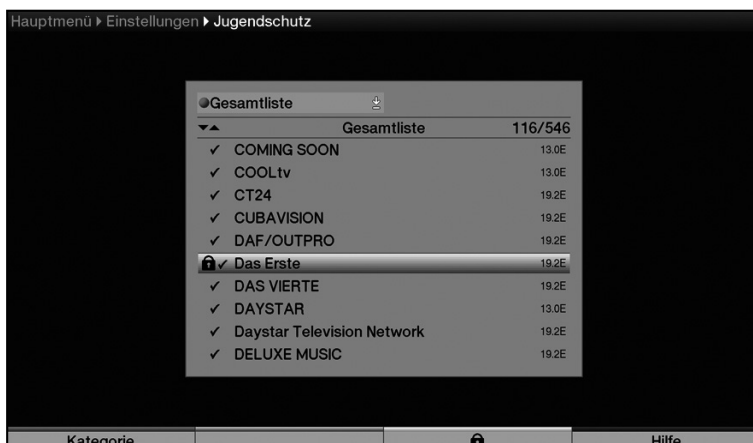 Hauptmenü ▸ Einstellungen ▸ Jugendschutz
Gesamtliste
Gesamtliste 116/546
✓ COMING SOON 13.0E
✓ COOLtv 13.0E
✓ CT24 19.2E
✓ CUBAVISION 19.2E
✓ DAF/OUTPRO 19.2E
✓ Das Erste 19.2E
✓ DAS VIERTE 19.2E
✓ DAYSTAR 13.0E
✓ Daystar Television Network 19.2E
✓ DELUXE MUSIC 19.2E
Kategorie Hilfe